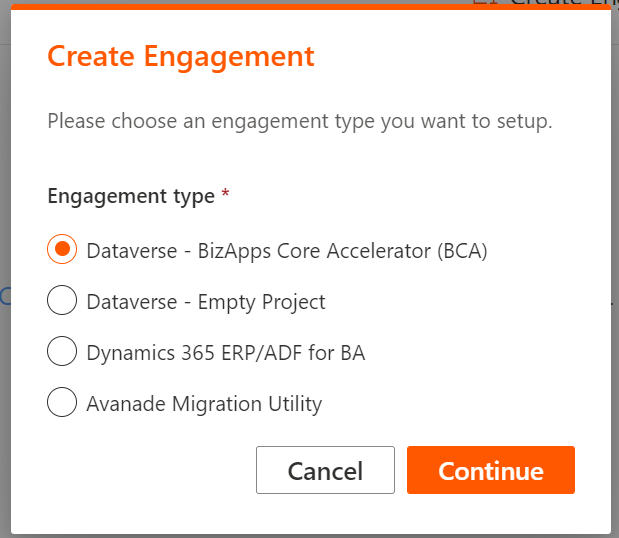 Create Engagement
Please choose an engagement type you want to setup.
Engagement type *
Dataverse - BizApps Core Accelerator (BCA)
Dataverse - Empty Project
Dynamics 365 ERP/ADF for BA
Avanade Migration Utility
Cancel
Continue